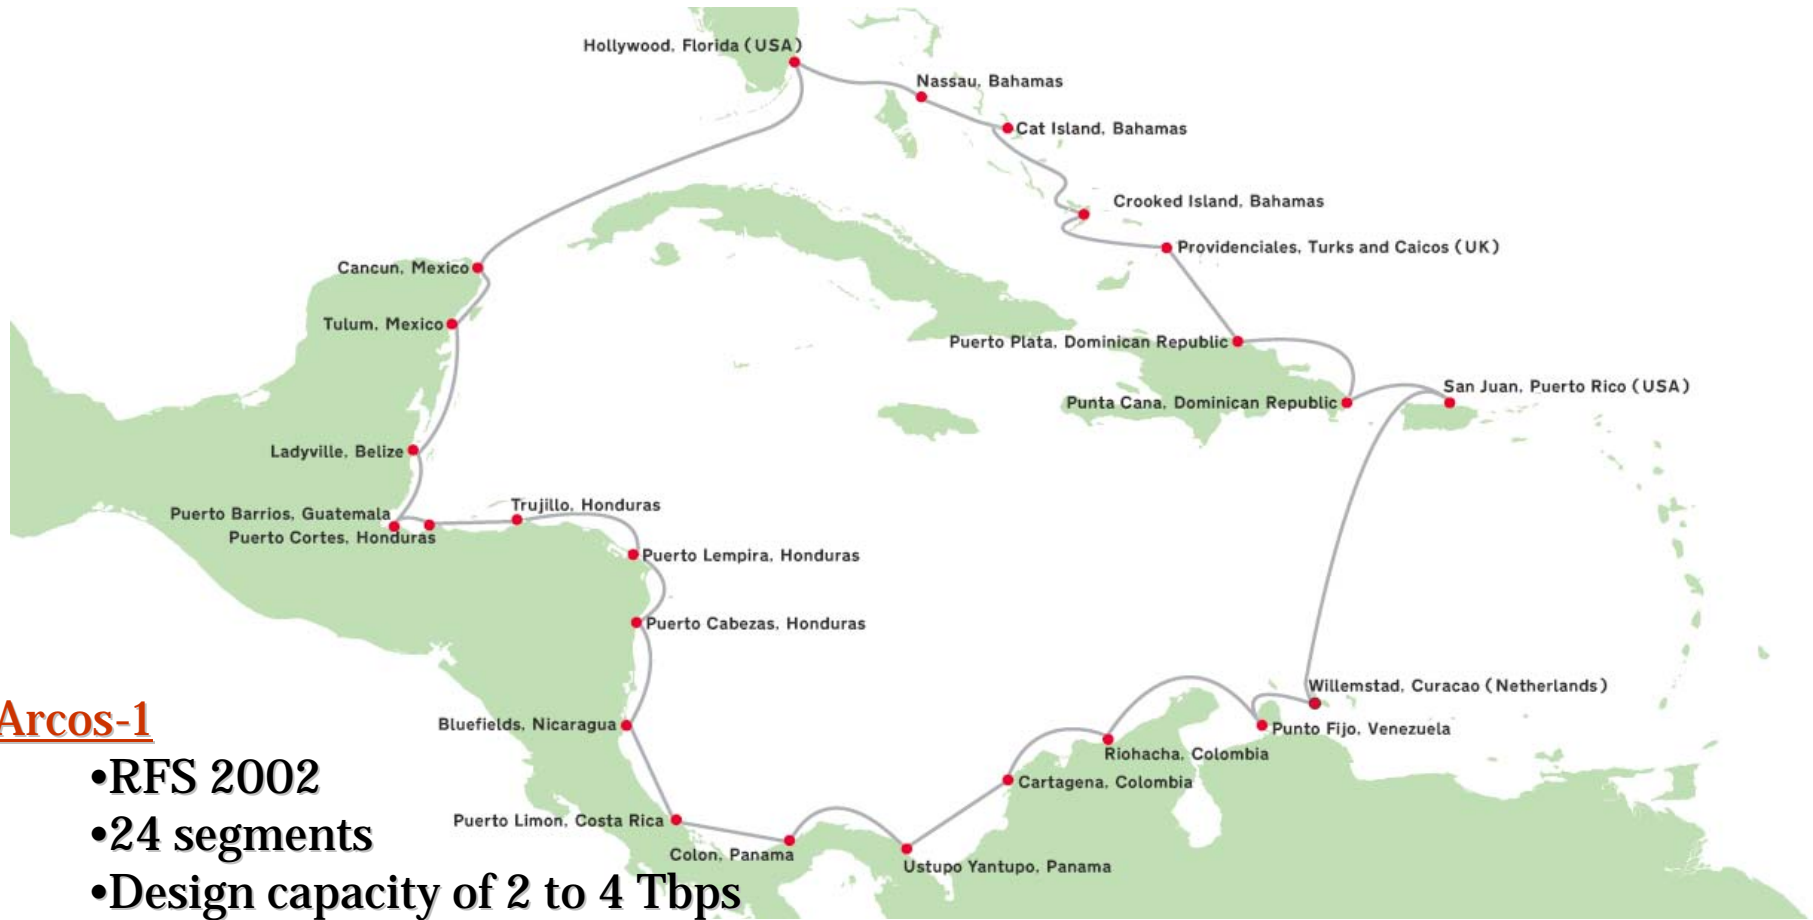 Hollywood, Florida (USA)
Nassau, Bahamas
Cat Island, Bahamas
Crooked Island, Bahamas
Providenciales, Turks and Caicos (UK)
Cancun, Mexico
Tulum, Mexico
Puerto Plata, Dominican Republic
San Juan, Puerto Rico (USA)
Punta Cana, Dominican Republic
Ladyville, Belize
Trujillo, Honduras
Puerto Barrios, Guatemala
Puerto Cortes, Honduras
Puerto Lempira, Honduras
Puerto Cabezas, Honduras
Willemstad, Curacao (Netherlands)
Bluefields, Nicaragua
Punto Fijo, Venezuela
Riohacha, Colombia
Cartagena, Colombia
Puerto Limon, Costa Rica
Colon, Panama
Ustupo Yantupo, Panama
Arcos-1
•RFS 2002
•24 segments
•Design capacity of 2 to 4 Tbps